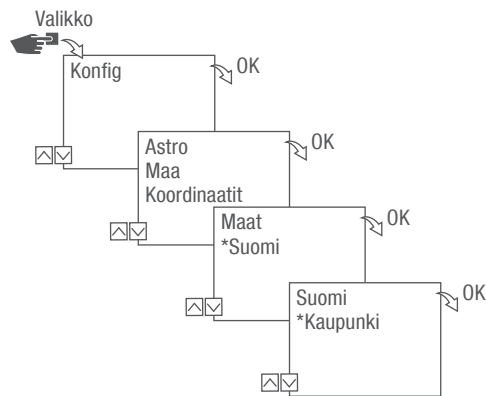 Valikko
Konfig
OK
Astro
Maa
Koordinaatit
OK
Maat
*Suomi
OK
Suomi
*Kaupunki
OK